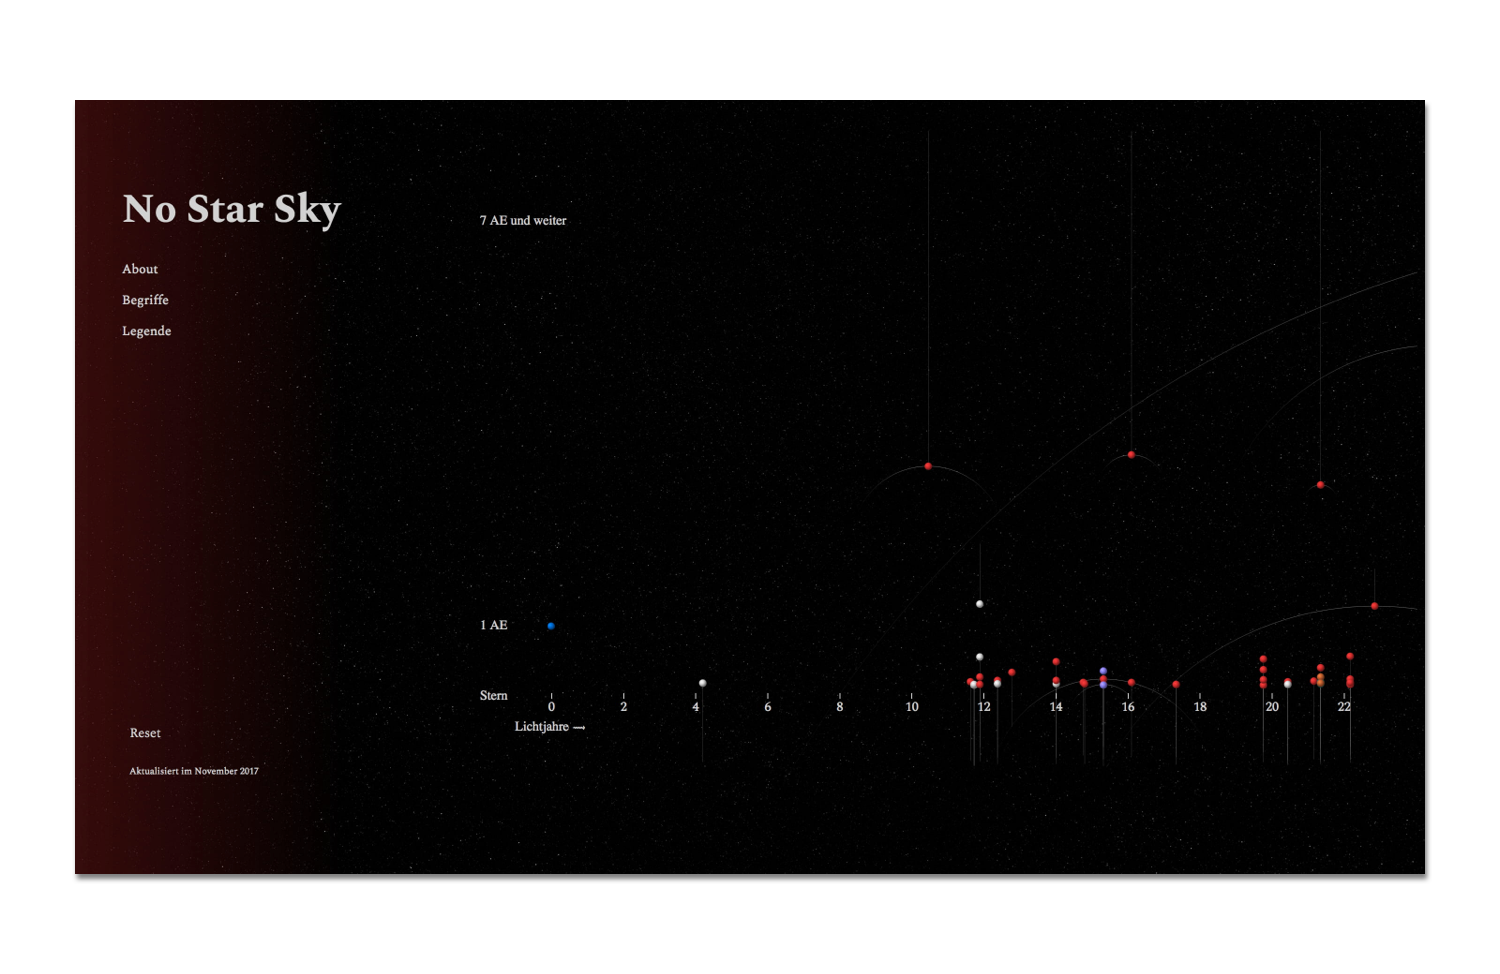 No Star Sky
About
Begriffe
Legende
7 AE und weiter
1 AE
Stern
0 2 4 6 8 10 12 14 16 18 20 22
Lichtjahre ⟶
Reset
Aktualisiert im November 2017